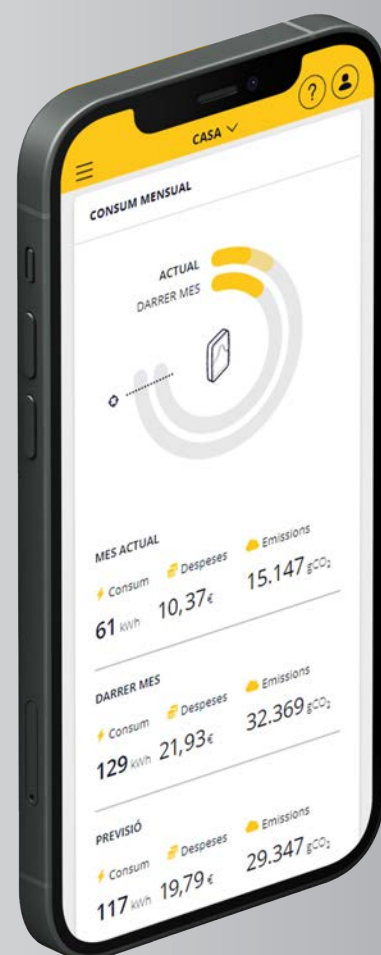 CASA
?
CONSUM MENSUAL
ACTUAL
DARRER MES
MES ACTUAL
Consum Despeses Emissions
61 kWh 10,37€ 15.147 gCO₂
DARRER MES
Consum Despeses Emissions
129 kWh 21,93€ 32.369 gCO₂
PREVISIÓ
Consum Despeses Emissions
117 kWh 19,79€ 29.347 gCO₂